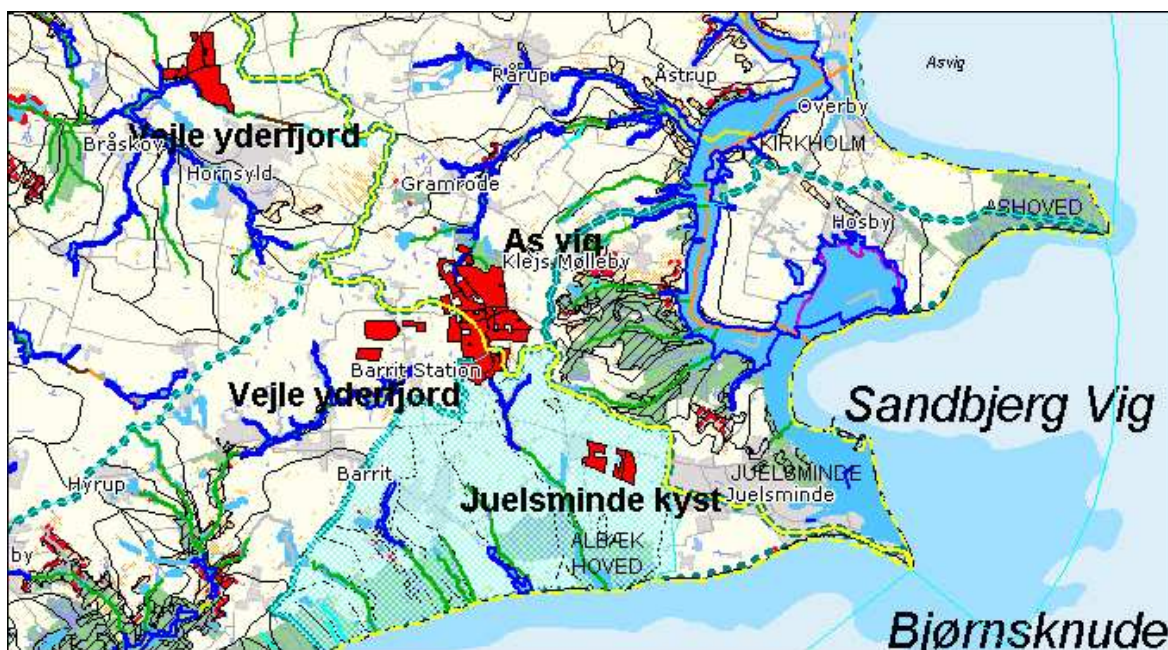 Rårup
Åstrup
Asvig
Overby
Vejle yderfjord
Bråskov
KIRKHOLM
Hornsyld
Gramrode
ASHOVED
Hosby
As vig
Klejs Mølleby
Barrit Station
Vejle yderfjord
Sandbjerg Vig
Barrit
JUELSMINDE
Hyrup
Juelsminde kyst
Juelsminde
ALBÆK
HOVED
by
Bjørnsknude